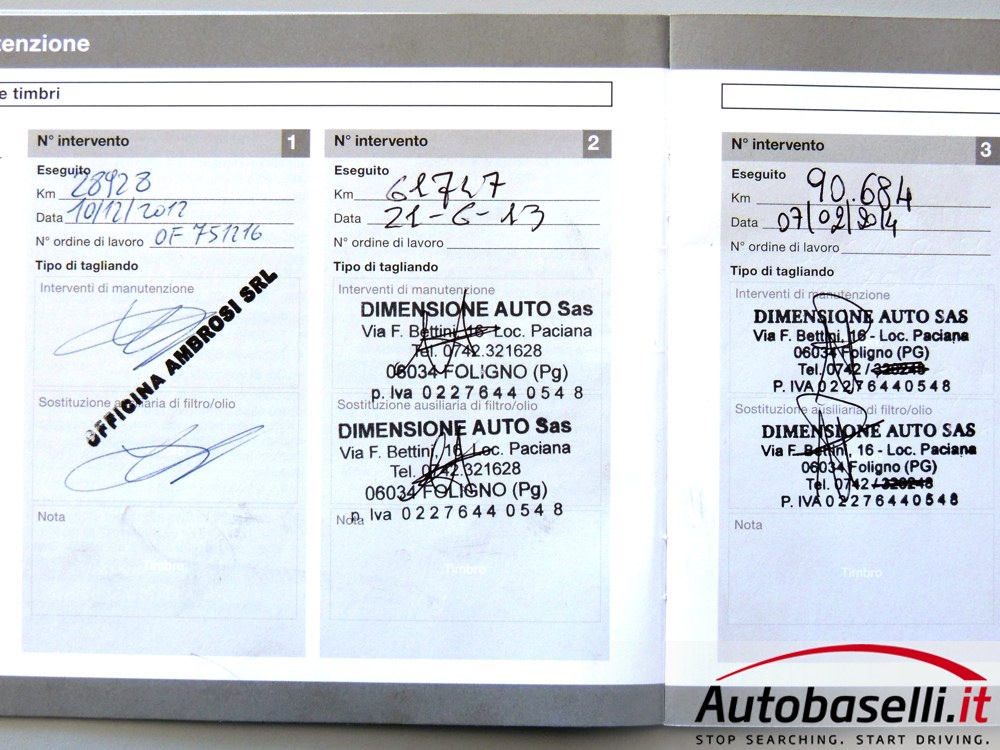 tenzione
e timbri
N° intervento 1
Eseguito
Km 28928
Data 10/12/2012
N° ordine di lavoro OF 751216
Tipo di tagliando
Interventi di manutenzione
OFFICINA AMBROSI SRL
Sostituzione ausiliaria di filtro/olio
Nota
Timbro
N° intervento 2
Eseguito
Km 61747
Data 21-6-13
N° ordine di lavoro
Tipo di tagliando
Interventi di manutenzione
DIMENSIONE AUTO Sas
Via F. Bettini, 16 - Loc. Paciana
Tel. 0742.321628
06034 FOLIGNO (Pg)
p. Iva 0227644 0548
Sostituzione ausiliaria di filtro/olio
DIMENSIONE AUTO Sas
Via F. Bettini, 16 - Loc. Paciana
Tel. 0742.321628
06034 FOLIGNO (Pg)
p. Iva 0227644 0548
Nota
Timbro
N° intervento 3
Eseguito
Km 90.684
Data 07/02/2014
N° ordine di lavoro
Tipo di tagliando
Interventi di manutenzione
DIMENSIONE AUTO SAS
Via F. Bettini, 16 - Loc. Paciana
06034 Foligno (PG)
Tel. 0742 /
P. IVA 02276440548
Sostituzione ausiliaria di filtro/olio
DIMENSIONE AUTO SAS
Via F. Bettini, 16 - Loc. Paciana
06034 Foligno (PG)
Tel. 0742 /
P. IVA 02276440548
Nota
Timbro
Autobaselli.it
STOP SEARCHING. START DRIVING.